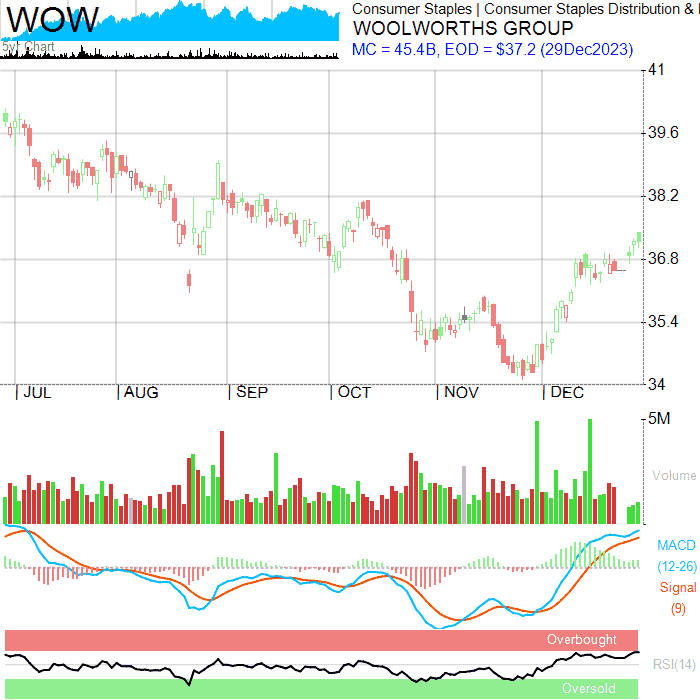 WOW
5yr Chart
Consumer Staples | Consumer Staples Distribution &
WOOLWORTHS GROUP
MC = 45.4B, EOD = $37.2 (29Dec2023)
41
39.6
38.2
36.8
35.4
34
JUL AUG SEP OCT NOV DEC
5M
Volume
MACD
(12-26)
Signal
(9)
Overbought
RSI(14)
Oversold